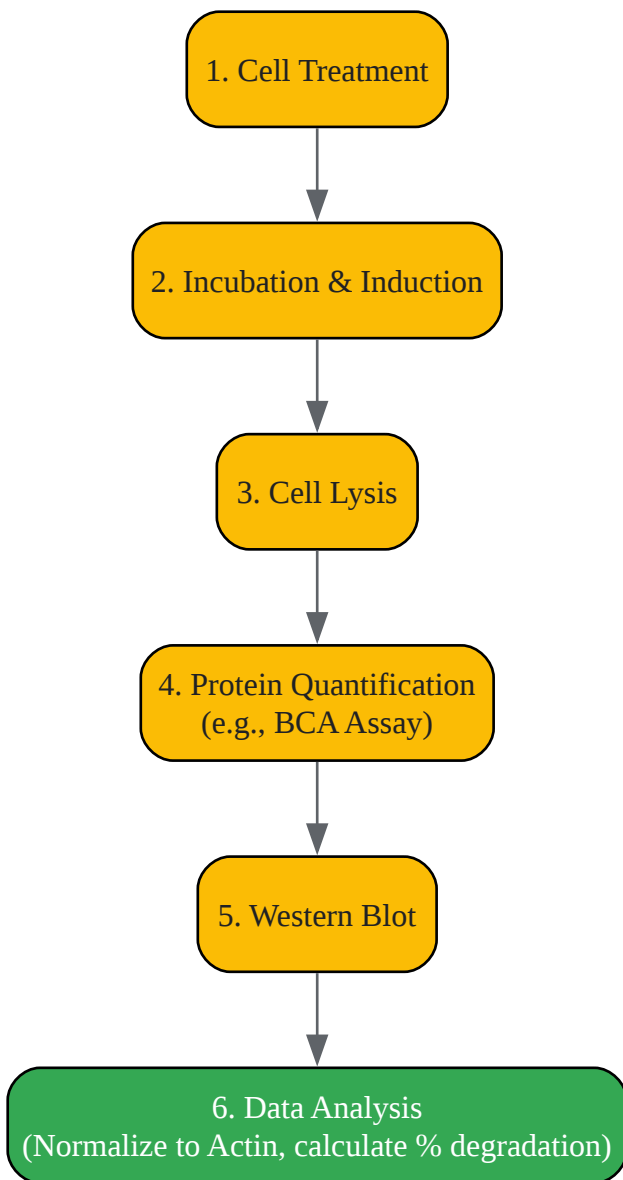 1. Cell Treatment
2. Incubation & Induction
3. Cell Lysis
4. Protein Quantification
(e.g., BCA Assay)
5. Western Blot
6. Data Analysis
(Normalize to Actin, calculate % degradation)